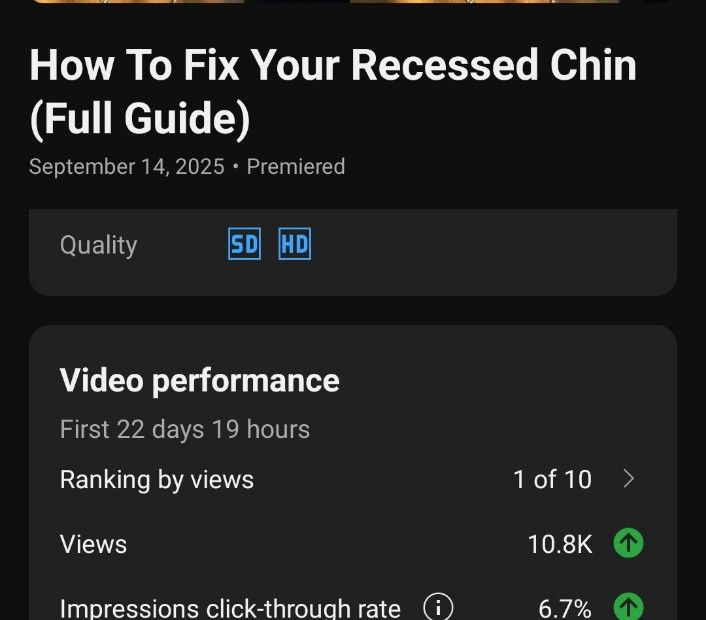 How To Fix Your Recessed Chin
(Full Guide)
September 14, 2025 • Premiered
Quality SD HD
Video performance
First 22 days 19 hours
Ranking by views 1 of 10
Views 10.8K
Impressions click-through rate 6.7%